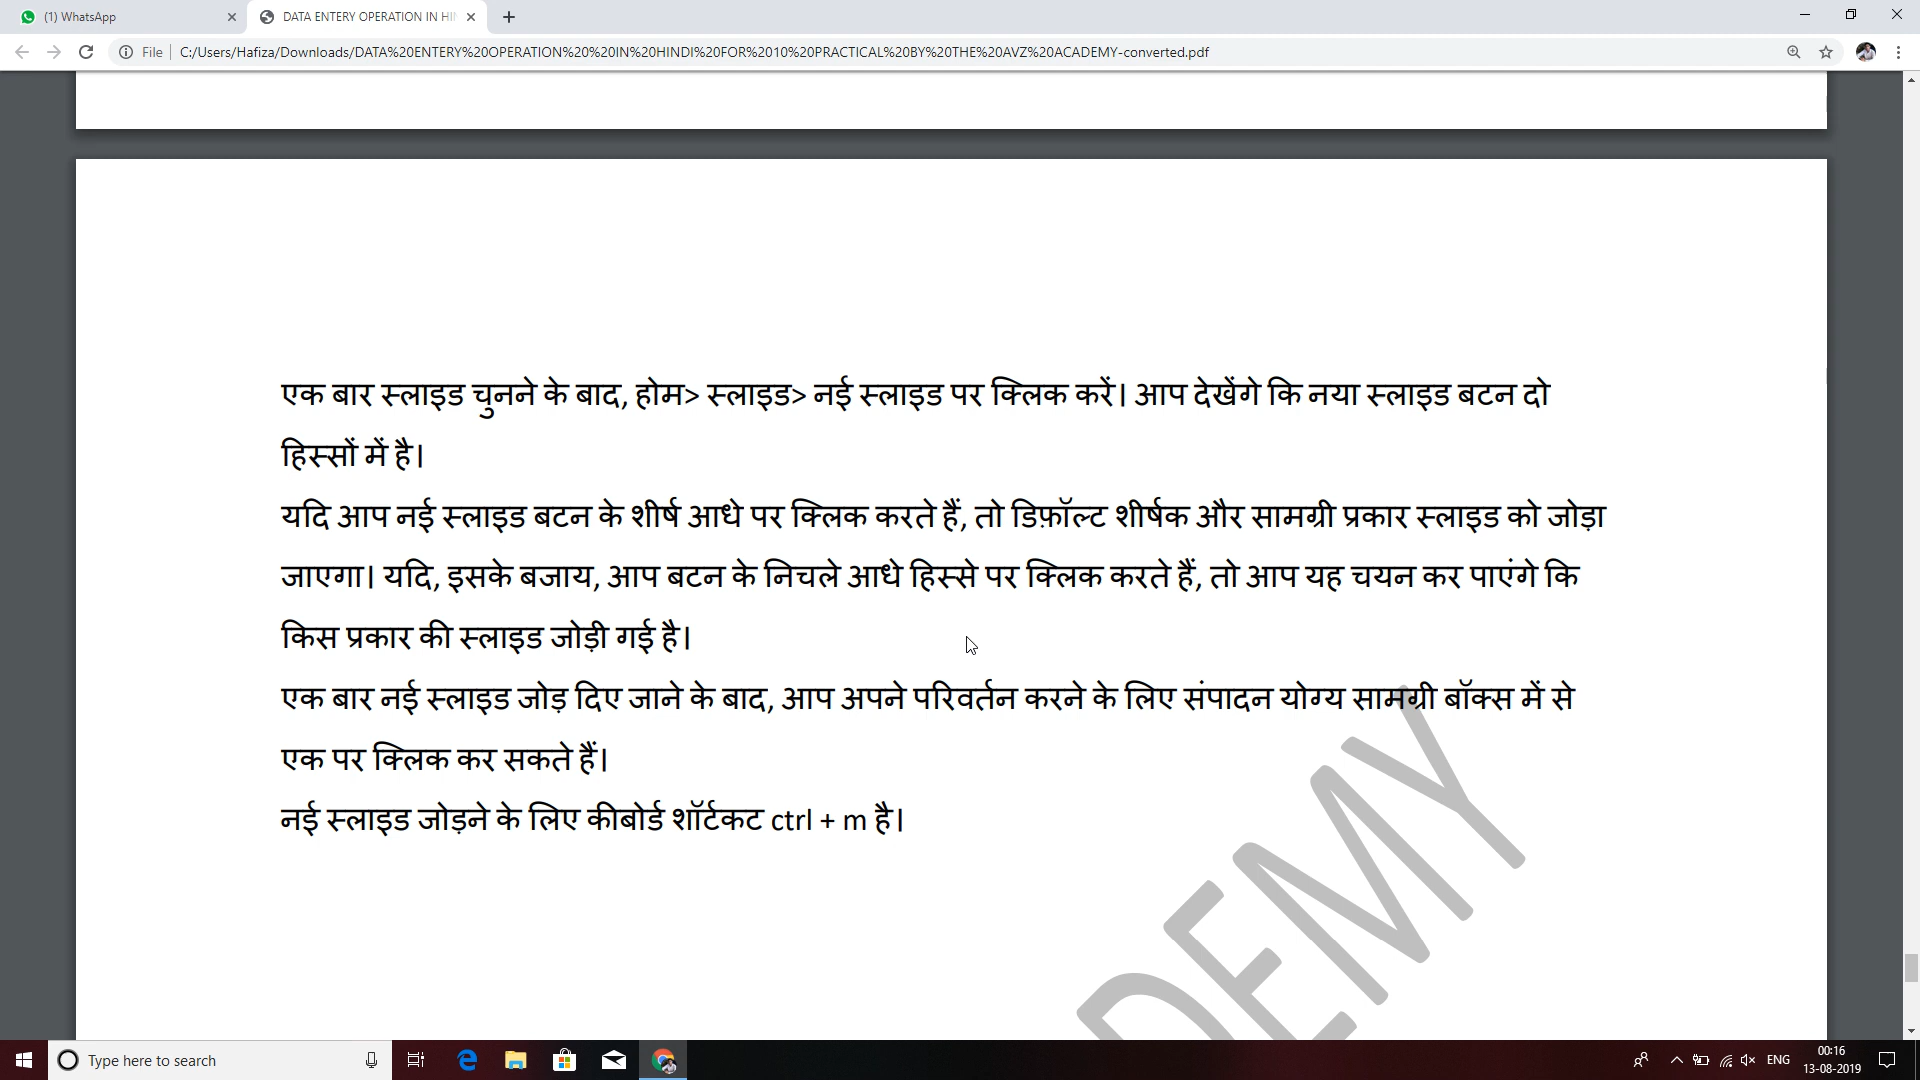 (1) WhatsApp
DATA ENTERY OPERATION IN HIN
File
C:/Users/Hafiza/Downloads/DATA%20ENTERY%20OPERATION%20%20IN%20HINDI%20FOR%2010%20PRACTICAL%20BY%20THE%20AVZ%20ACADEMY-converted.pdf
एक बार स्लाइड चुनने के बाद, होम> स्लाइड> नई स्लाइड पर क्लिक करें। आप देखेंगे कि नया स्लाइड बटन दो
हिस्सों में है।
यदि आप नई स्लाइड बटन के शीर्ष आधे पर क्लिक करते हैं, तो डिफ़ॉल्ट शीर्षक और सामग्री प्रकार स्लाइड को जोड़ा
जाएगा। यदि, इसके बजाय, आप बटन के निचले आधे हिस्से पर क्लिक करते हैं, तो आप यह चयन कर पाएंगे कि
किस प्रकार की स्लाइड जोड़ी गई है।
एक बार नई स्लाइड जोड़ दिए जाने के बाद, आप अपने परिवर्तन करने के लिए संपादन योग्य सामग्री बॉक्स में से
एक पर क्लिक कर सकते हैं।
नई स्लाइड जोड़ने के लिए कीबोर्ड शॉर्टकट ctrl + m है।
DEMY
Type here to search
ENG
00:16
13-08-2019